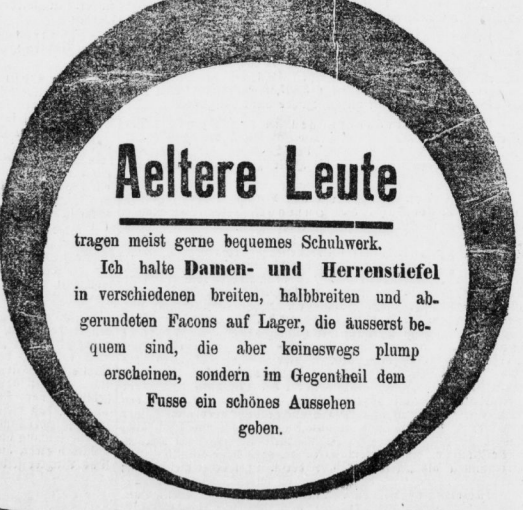 Aeltere Leute
tragen meist gerne bequemes Schuhwerk.
Ich halte Damen- und Herrenstiefel
in verschiedenen breiten, halbbreiten und ab-
gerundeten Facons auf Lager, die äusserst be-
quem sind, die aber keineswegs plump
erscheinen, sondern im Gegentheil dem
Fusse ein schönes Aussehen
geben.